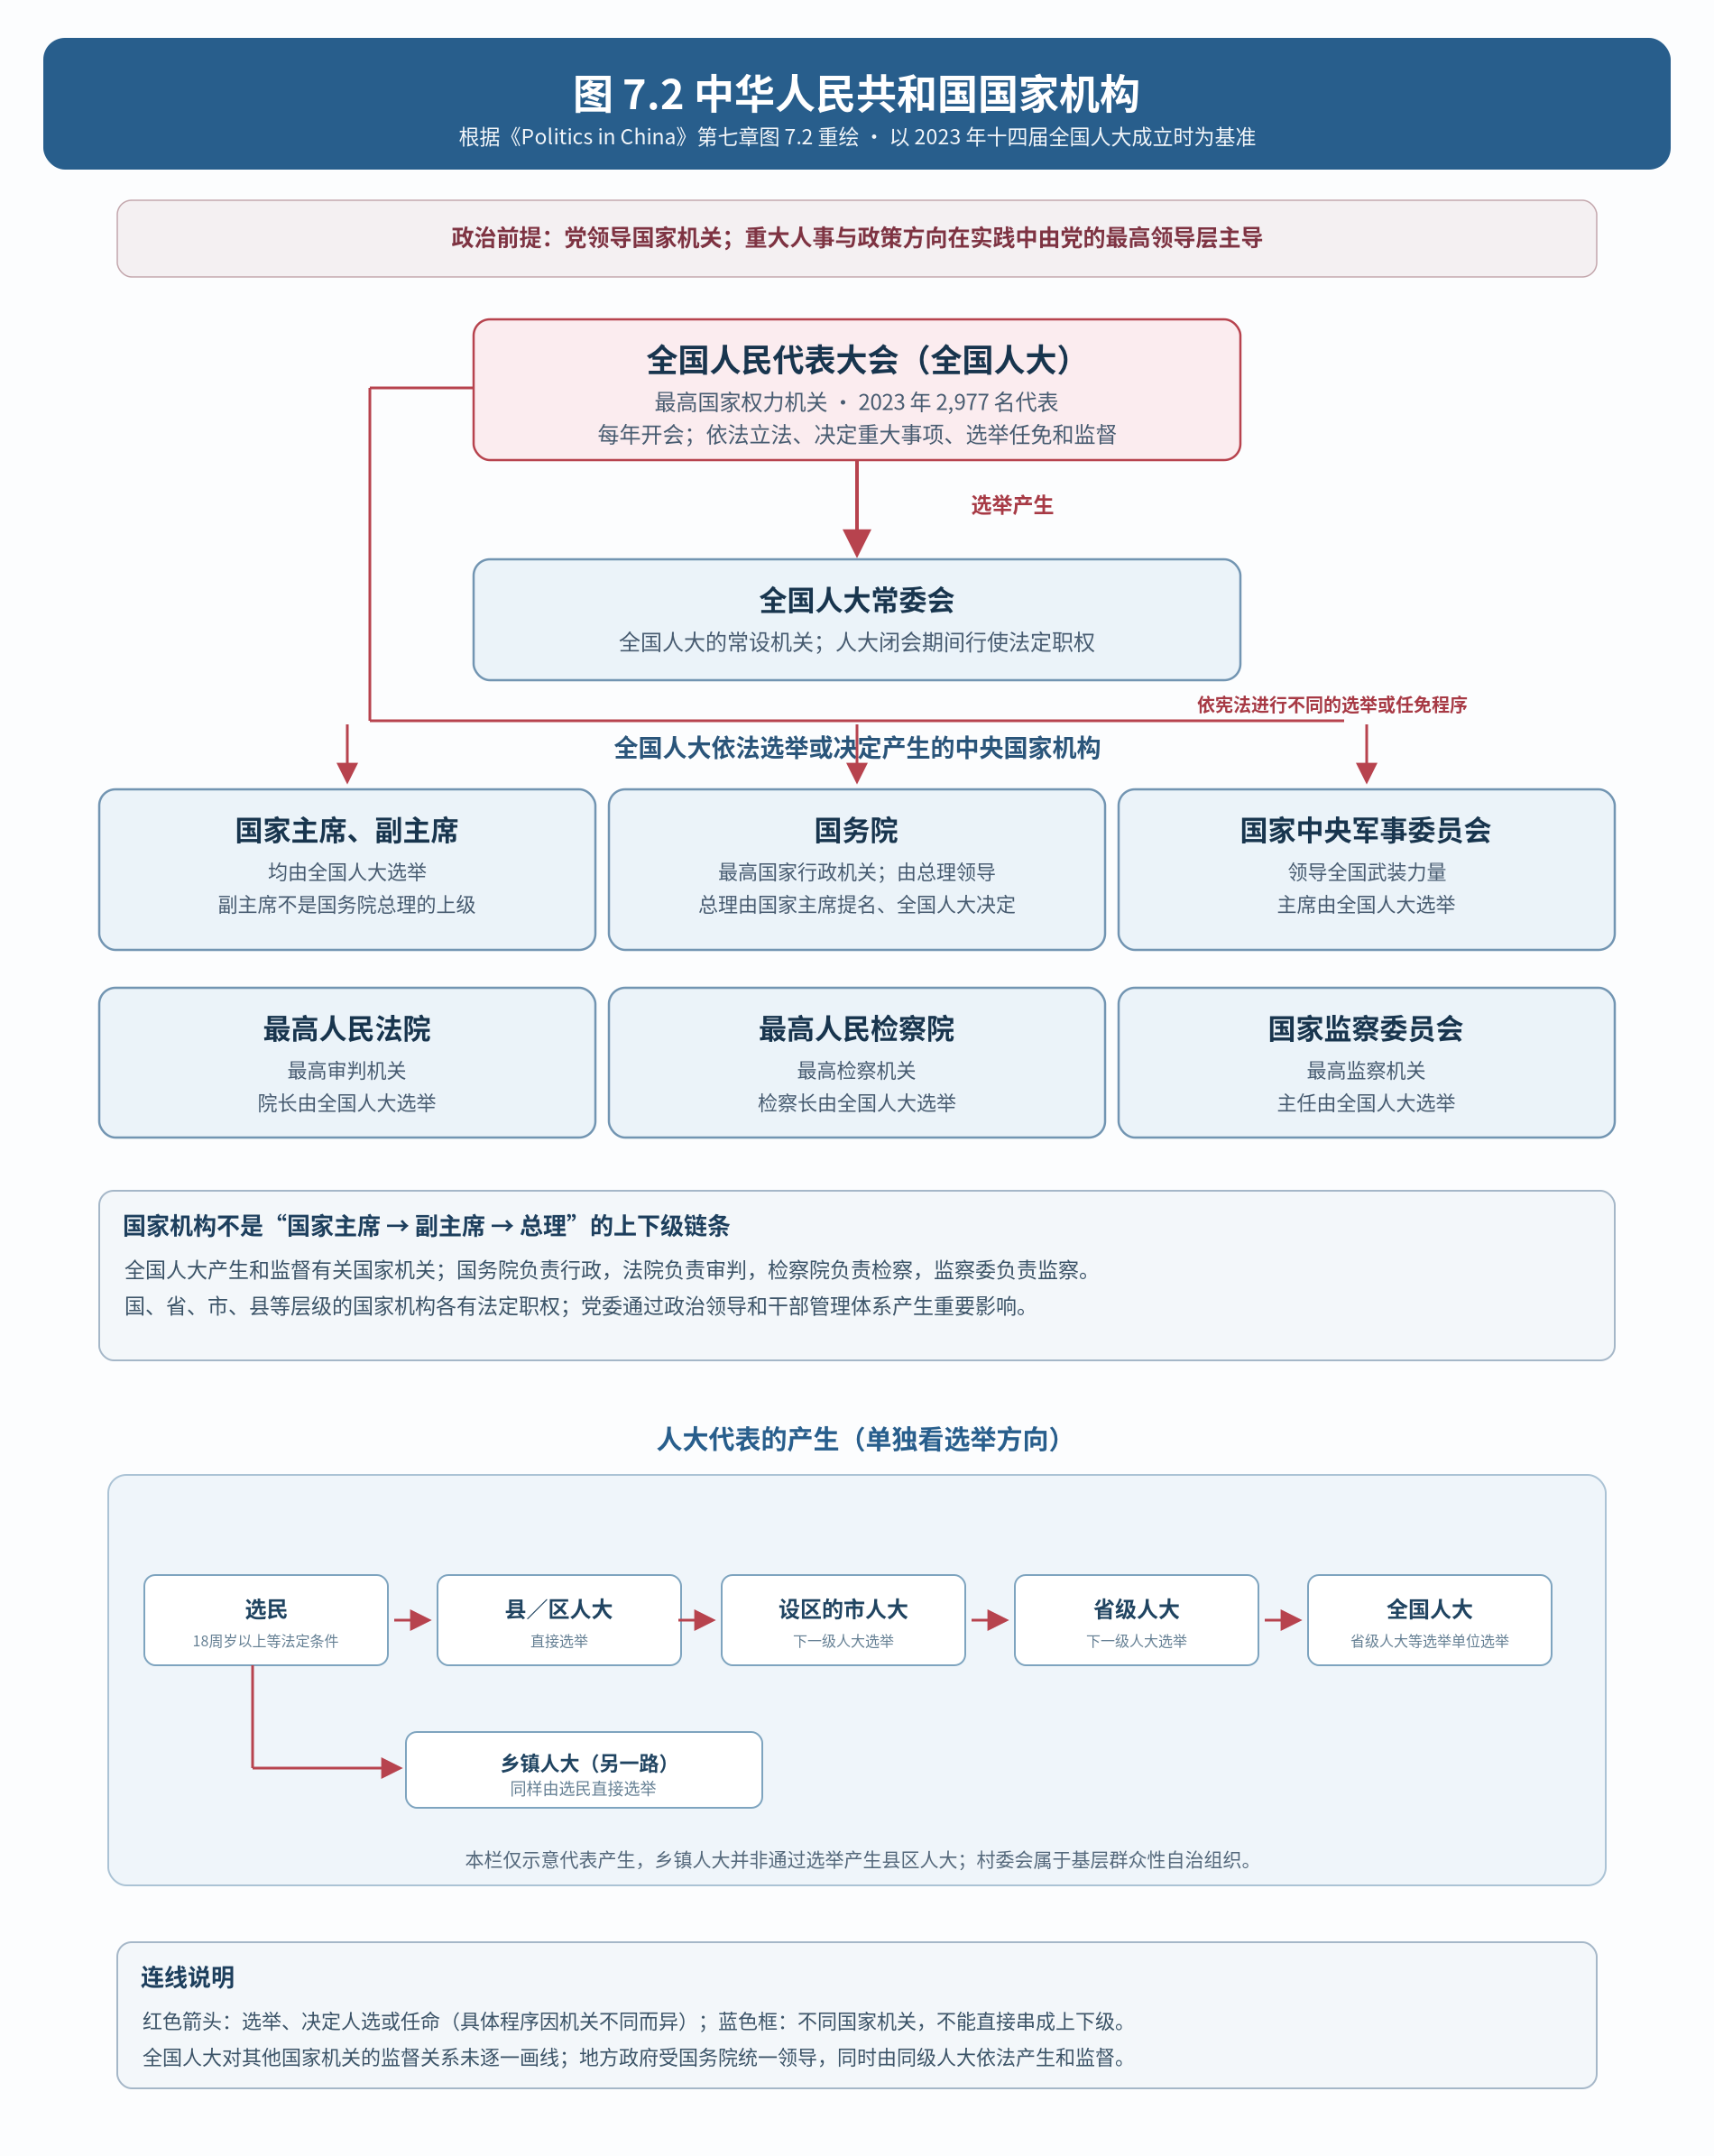 图 7.2 中华人民共和国国家机构
根据《Politics in China》第七章图 7.2 重绘 · 以 2023 年十四届全国人大成立时为基准
政治前提：党领导国家机关；重大人事与政策方向在实践中由党的最高领导层主导
全国人民代表大会（全国人大）
最高国家权力机关 · 2023 年 2,977 名代表
每年开会；依法立法、决定重大事项、选举任免和监督
选举产生
全国人大常委会
全国人大的常设机关；人大闭会期间行使法定职权
依宪法进行不同的选举或任免程序
全国人大依法选举或决定产生的中央国家机构
国家主席、副主席
均由全国人大选举
副主席不是国务院总理的上级
国务院
最高国家行政机关；由总理领导
总理由国家主席提名、全国人大决定
国家中央军事委员会
领导全国武装力量
主席由全国人大选举
最高人民法院
最高审判机关
院长由全国人大选举
最高人民检察院
最高检察机关
检察长由全国人大选举
国家监察委员会
最高监察机关
主任由全国人大选举
国家机构不是“国家主席 → 副主席 → 总理”的上下级链条
全国人大产生和监督有关国家机关；国务院负责行政，法院负责审判，检察院负责检察，监察委负责监察。
国、省、市、县等层级的国家机构各有法定职权；党委通过政治领导和干部管理体系产生重要影响。
人大代表的产生（单独看选举方向）
选民
18周岁以上等法定条件
县／区人大
直接选举
设区的市人大
下一级人大选举
省级人大
下一级人大选举
全国人大
省级人大等选举单位选举
乡镇人大（另一路）
同样由选民直接选举
本栏仅示意代表产生，乡镇人大并非通过选举产生县区人大；村委会属于基层群众性自治组织。
连线说明
红色箭头：选举、决定人选或任命（具体程序因机关不同而异）；蓝色框：不同国家机关，不能直接串成上下级。
全国人大对其他国家机关的监督关系未逐一画线；地方政府受国务院统一领导，同时由同级人大依法产生和监督。